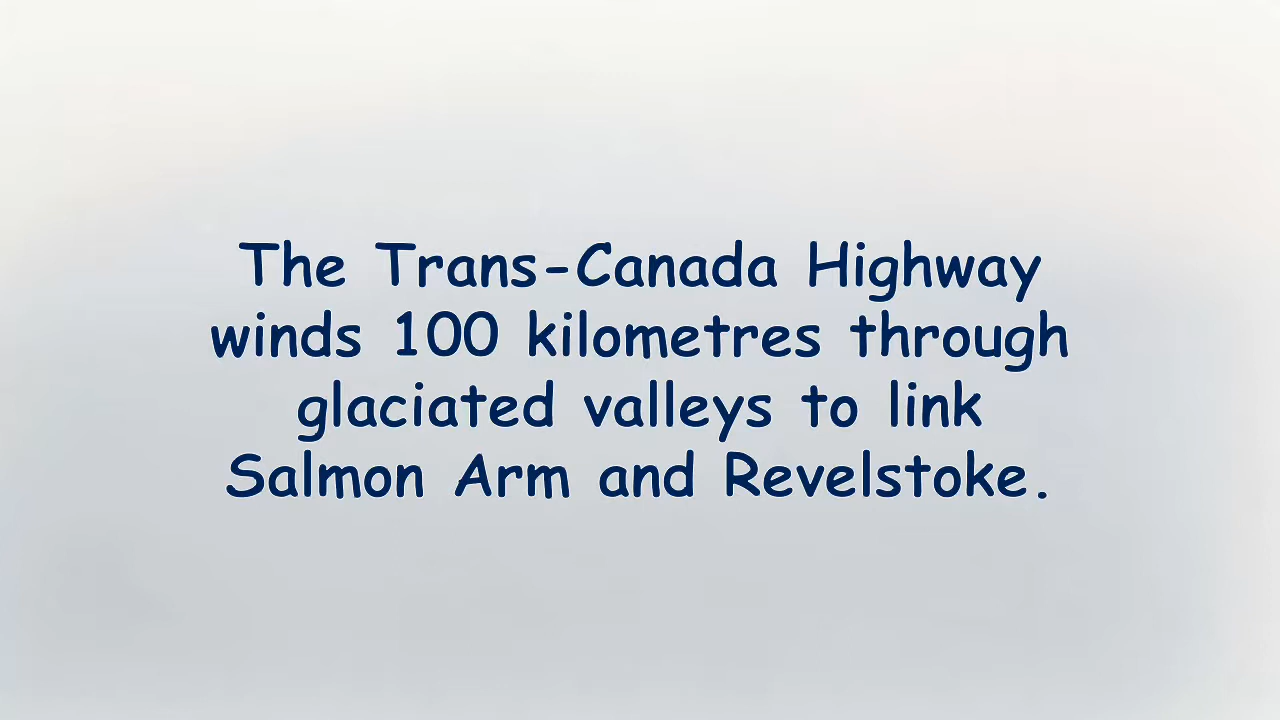 The Trans-Canada Highway
winds 100 kilometres through
glaciated valleys to link
Salmon Arm and Revelstoke.